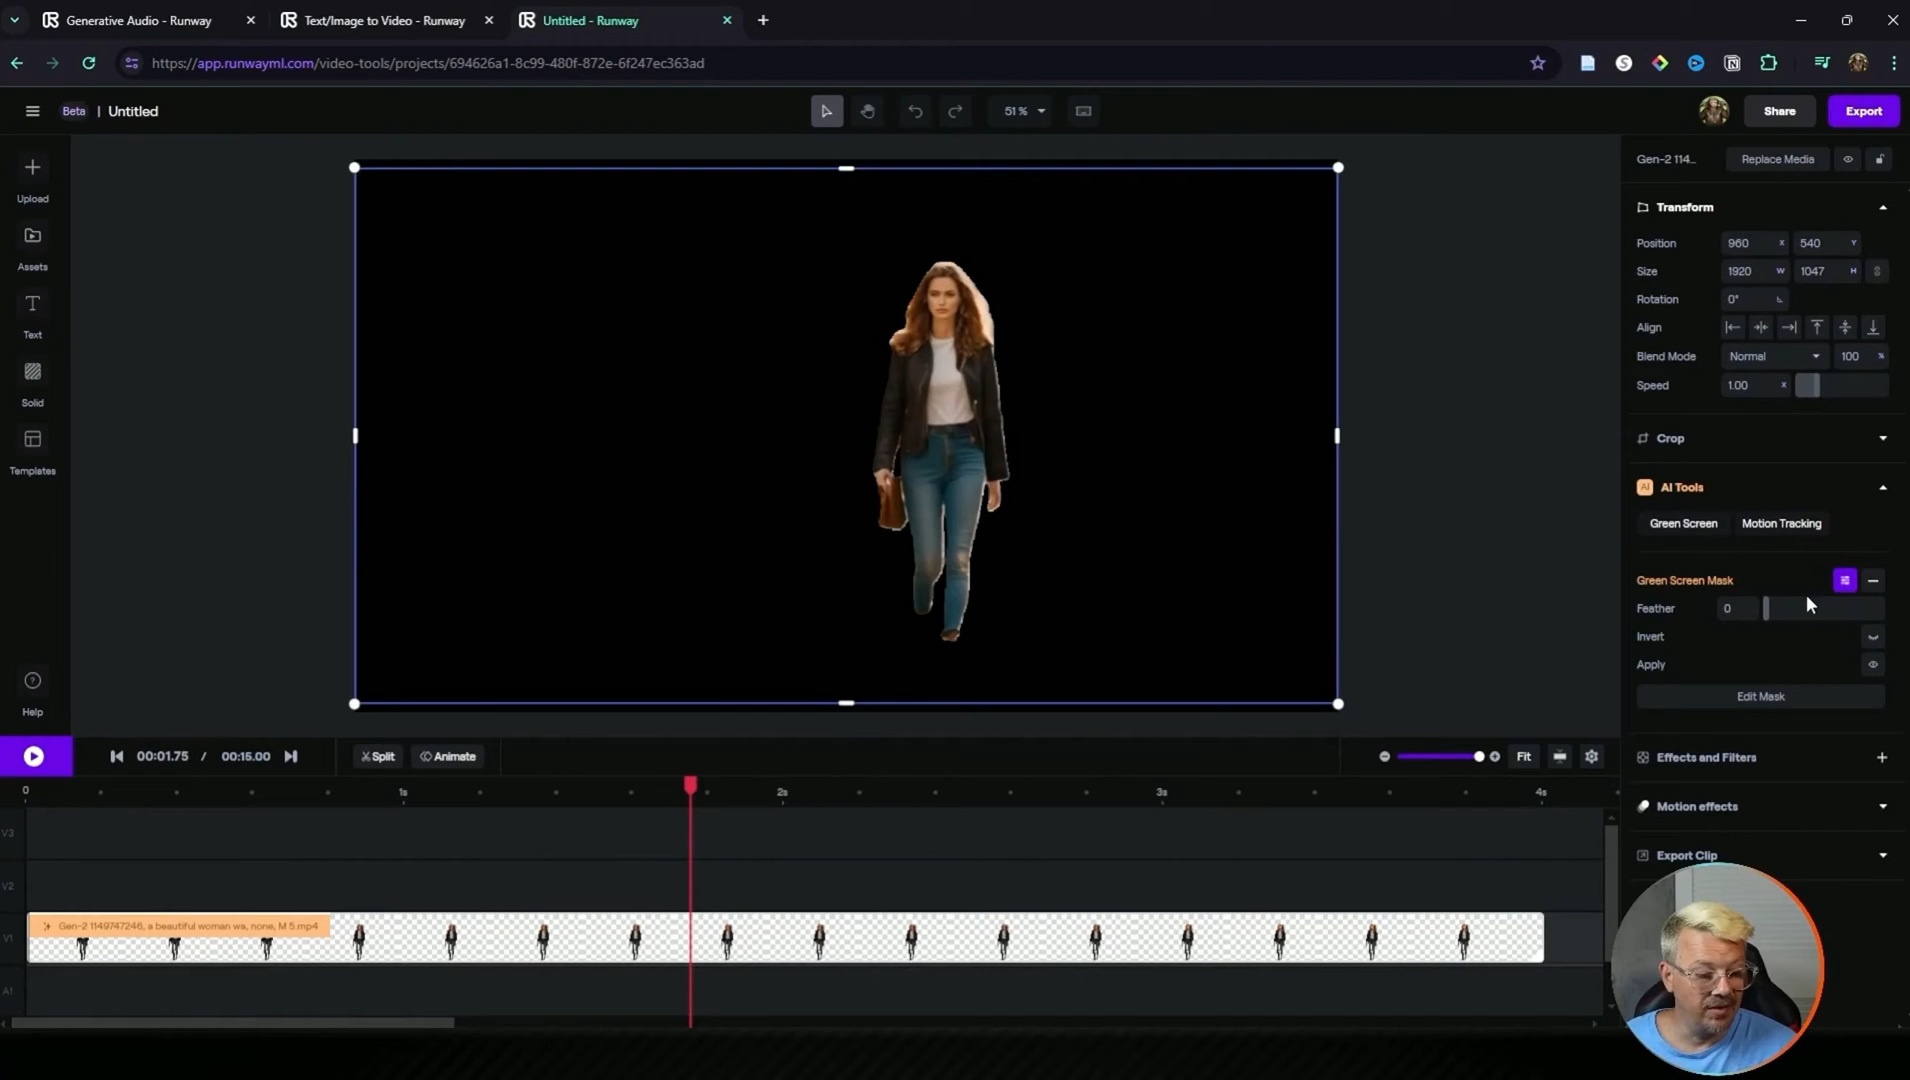 Generative Audio - Runway
Text/Image to Video - Runway
Untitled - Runway
https://app.runwayml.com/video-tools/projects/694626a1-8c99-480f-872e-6f247ec363ad
Beta | Untitled
51 %
Share
Export
Upload
Assets
Text
Solid
Templates
Help
Gen-2 114...
Replace Media
Transform
Position 960 X 540 Y
Size 1920 W 1047 H
Rotation 0°
Align
Blend Mode Normal 100 %
Speed 1.00 x
Crop
AI AI Tools
Green Screen Motion Tracking
Green Screen Mask
Feather 0
Invert
Apply
Edit Mask
Effects and Filters
Motion effects
Export Clip
00:01.75 / 00:15.00
Split
Animate
Fit
0 1s 2s 3s 4s
V3
V2
V1
Gen-2 1149747246, a beautiful woman wa, none, M 5.mp4
A1